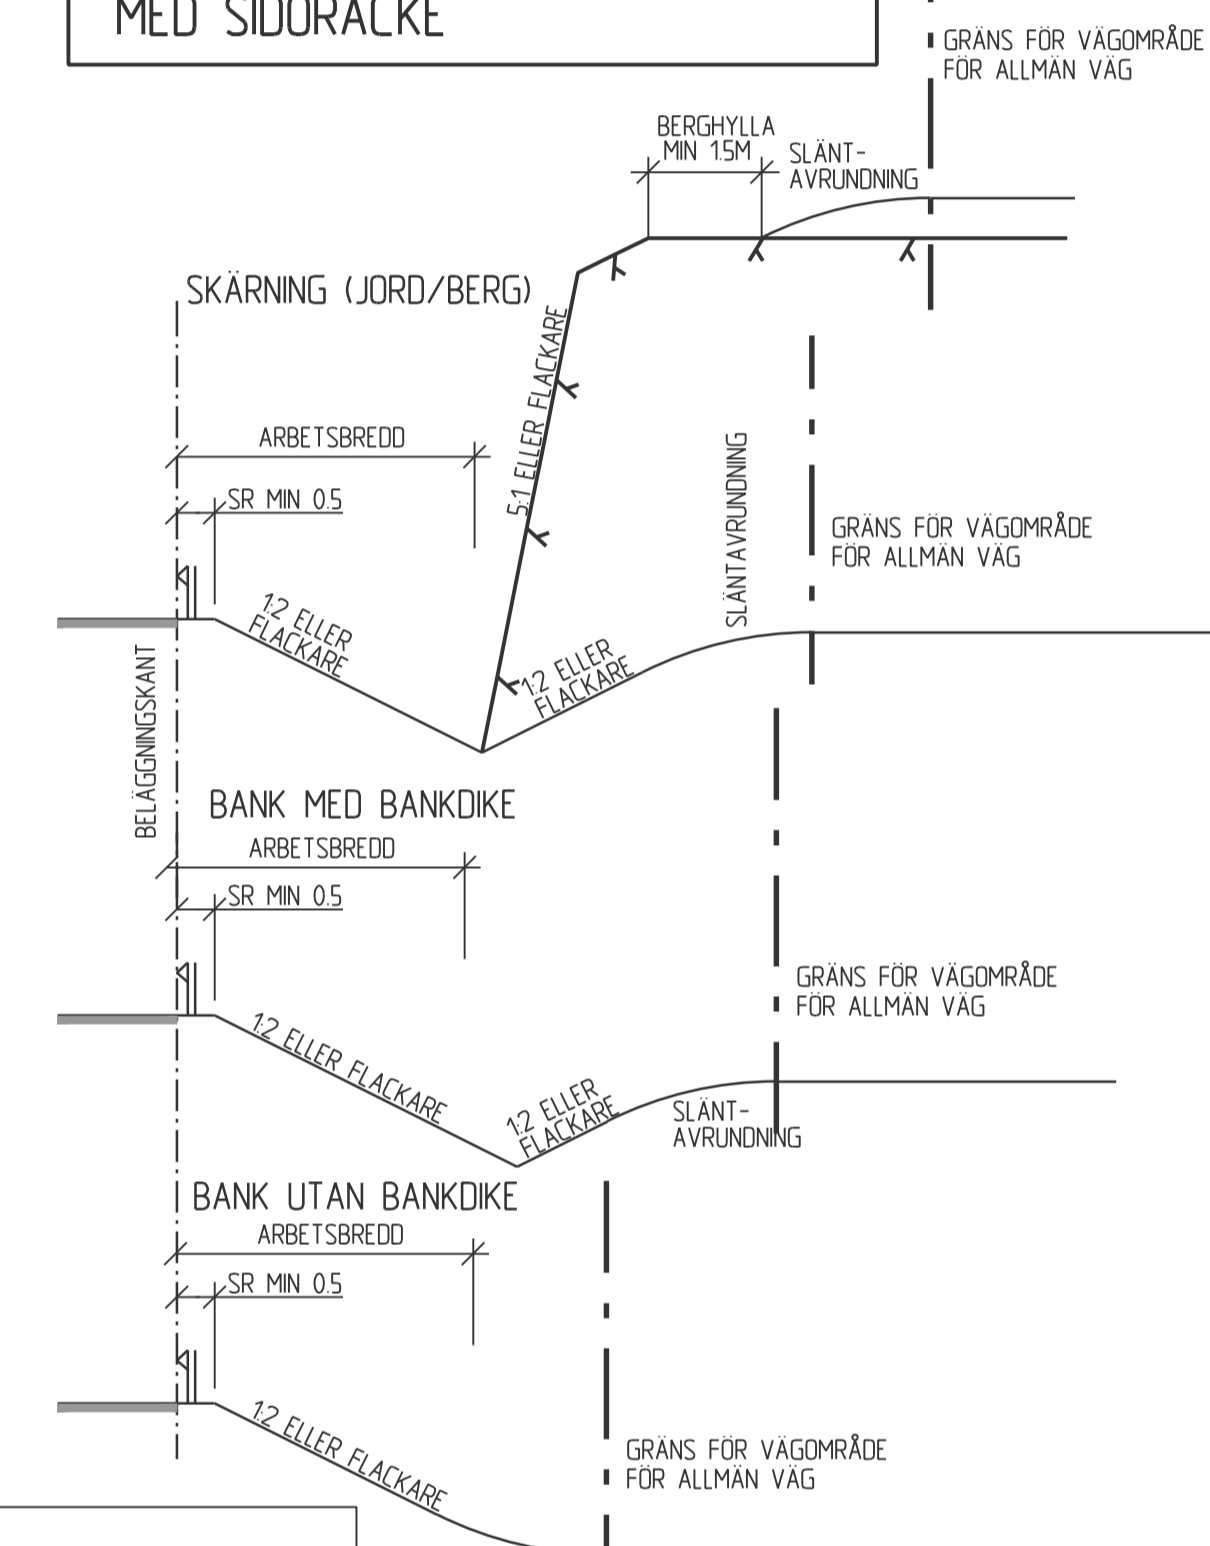 MED SIDORÄCKE
GRÄNS FÖR VÄGOMRÅDE
FÖR ALLMÄN VÄG
BERGHYLLA
MIN 1.5M
SLÄNT-
AVRUNDNING
SKÄRNING (JORD/BERG)
5:1 ELLER FLACKARE
ARBETSBREDD
SR MIN 0.5
SLÄNTAVRUNDNING
GRÄNS FÖR VÄGOMRÅDE
FÖR ALLMÄN VÄG
1:2 ELLER
FLACKARE
1:2 ELLER
FLACKARE
BELÄGGNINGSKANT
BANK MED BANKDIKE
ARBETSBREDD
SR MIN 0.5
GRÄNS FÖR VÄGOMRÅDE
FÖR ALLMÄN VÄG
1:2 ELLER FLACKARE
1:2 ELLER
FLACKARE
SLÄNT-
AVRUNDNING
BANK UTAN BANKDIKE
ARBETSBREDD
SR MIN 0.5
1:2 ELLER FLACKARE
GRÄNS FÖR VÄGOMRÅDE
FÖR ALLMÄN VÄG